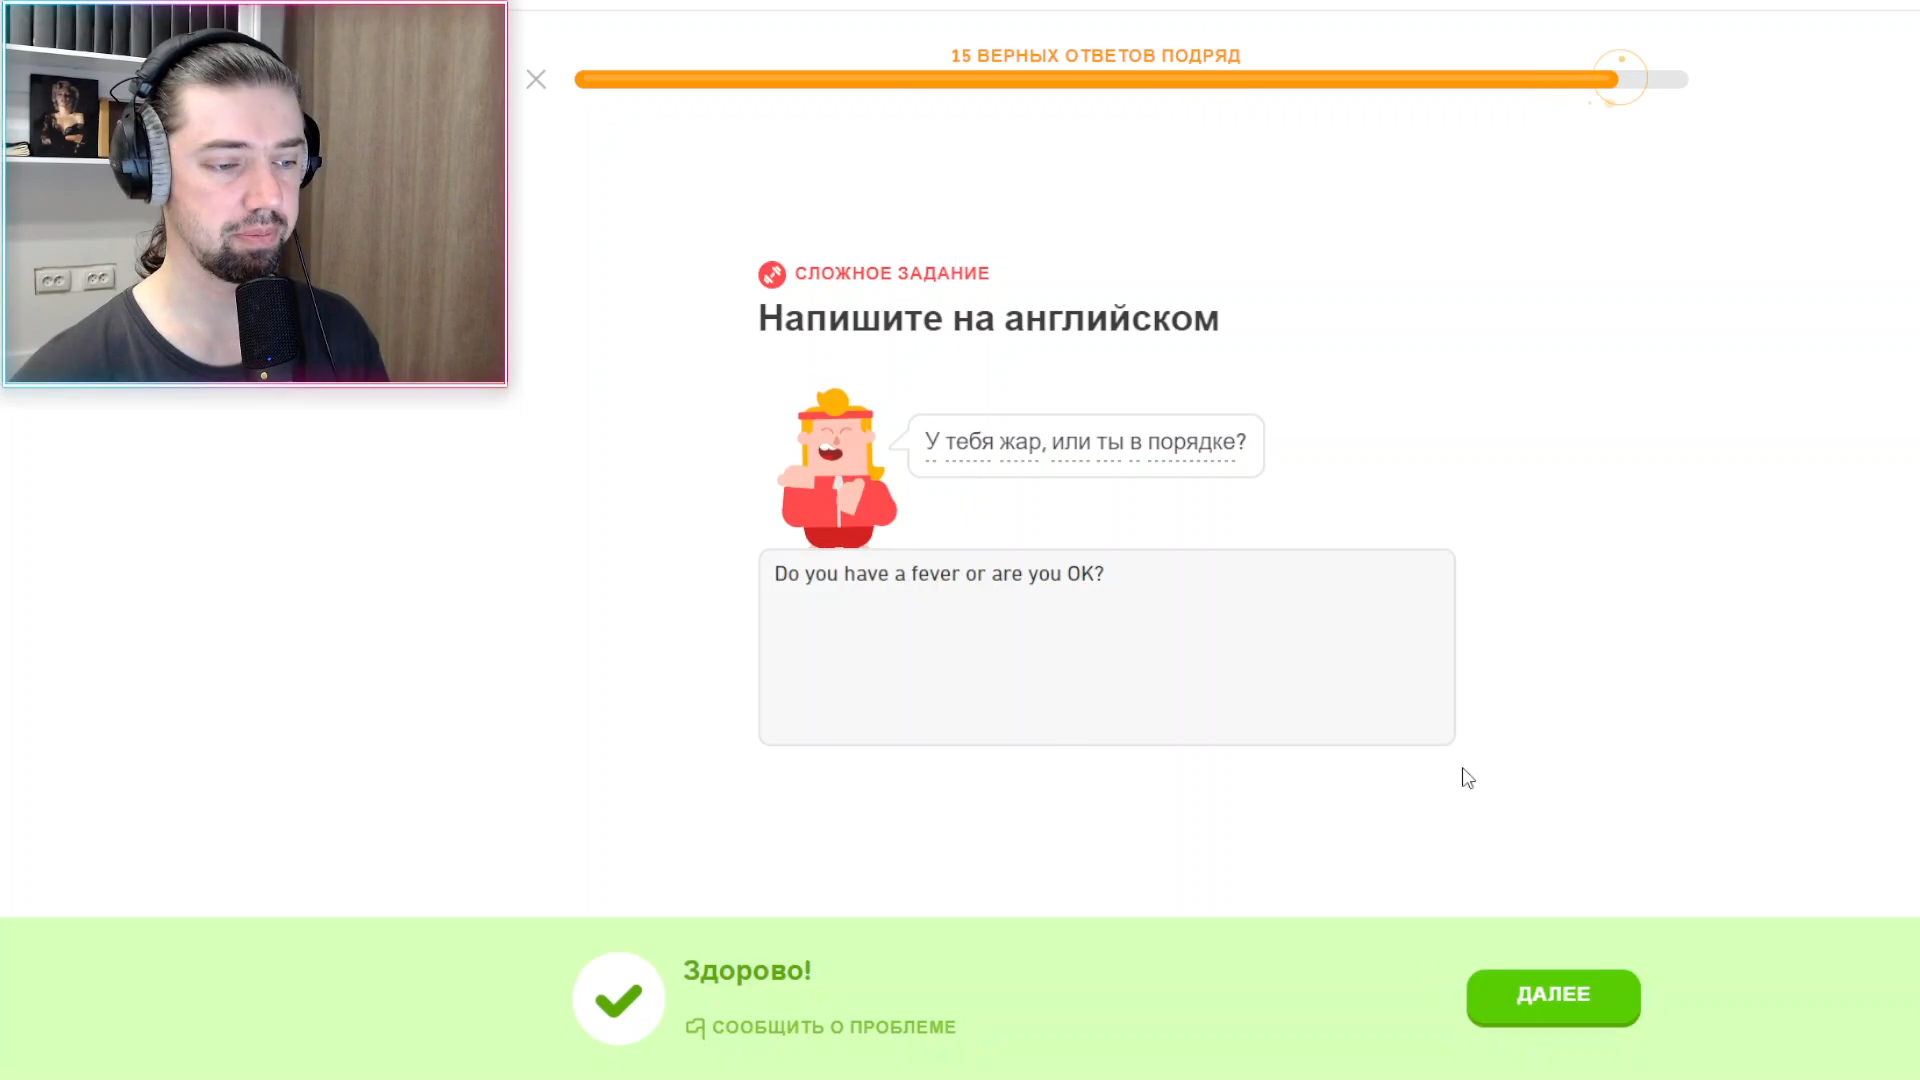 15 ВЕРНЫХ ОТВЕТОВ ПОДРЯД
СЛОЖНОЕ ЗАДАНИЕ
Напишите на английском
У тебя жар, или ты в порядке?
Do you have a fever or are you OK?
Здорово!
СООБЩИТЬ О ПРОБЛЕМЕ
ДАЛЕЕ